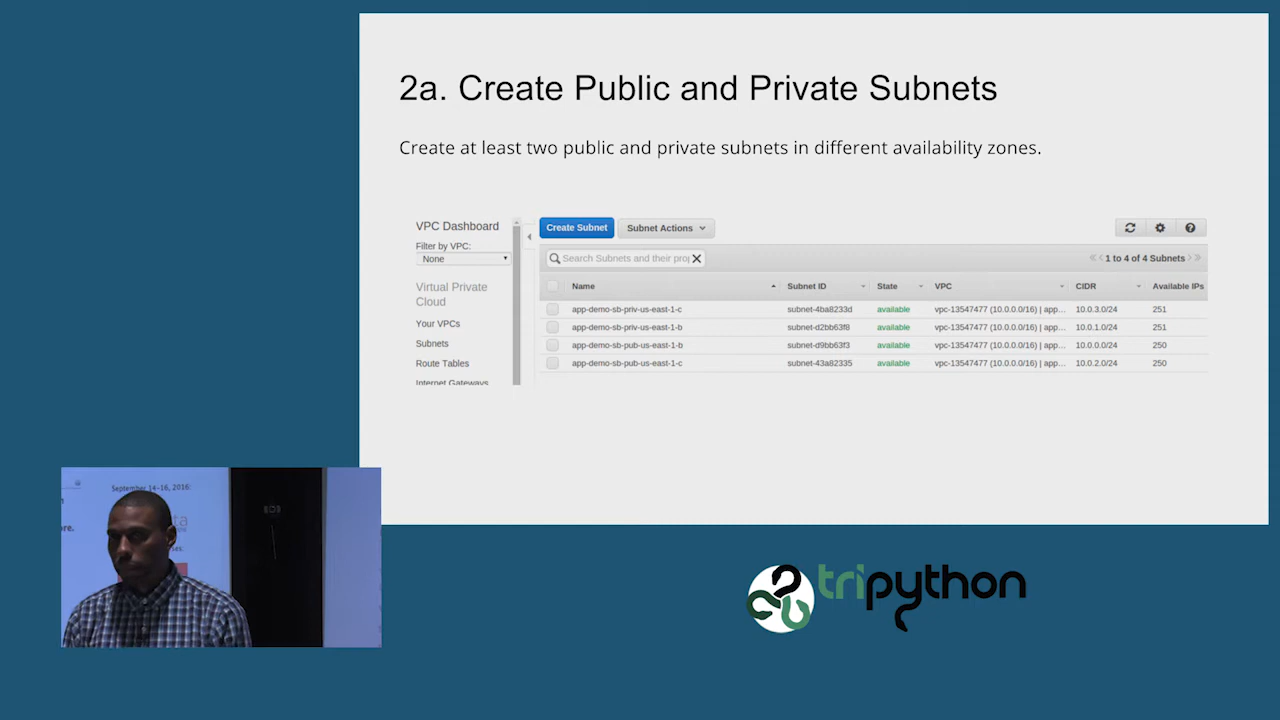 2a. Create Public and Private Subnets
Create at least two public and private subnets in different availability zones.
VPC Dashboard
Filter by VPC:
None
Virtual Private
Cloud
Your VPCs
Subnets
Route Tables
Internet Gateways
Create Subnet Subnet Actions
Search Subnets and their prop
1 to 4 of 4 Subnets
Name Subnet ID State VPC CIDR Available IPs
app-demo-sb-priv-us-east-1-c subnet-4ba8233d available vpc-13547477 (10.0.0.0/16) | app... 10.0.3.0/24 251
app-demo-sb-priv-us-east-1-b subnet-d2bb63f8 available vpc-13547477 (10.0.0.0/16) | app... 10.0.1.0/24 251
app-demo-sb-pub-us-east-1-b subnet-d9bb63f3 available vpc-13547477 (10.0.0.0/16) | app... 10.0.0.0/24 250
app-demo-sb-pub-us-east-1-c subnet-43a82335 available vpc-13547477 (10.0.0.0/16) | app... 10.0.2.0/24 250
September 14-16, 2016:
tripython